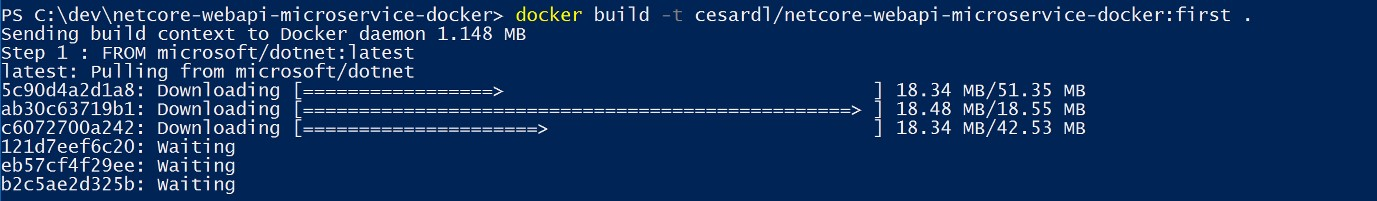 PS C:\dev\netcore-webapi-microservice-docker> docker build -t cesardl/netcore-webapi-microservice-docker:first .
Sending build context to Docker daemon 1.148 MB
Step 1 : FROM microsoft/dotnet:latest
latest: Pulling from microsoft/dotnet
5c90d4a2d1a8: Downloading [=================>                                 ] 18.34 MB/51.35 MB
ab30c63719b1: Downloading [=================================================> ] 18.48 MB/18.55 MB
c6072700a242: Downloading [=====================>                             ] 18.34 MB/42.53 MB
121d7eef6c20: Waiting
eb57cf4f29ee: Waiting
b2c5ae2d325b: Waiting